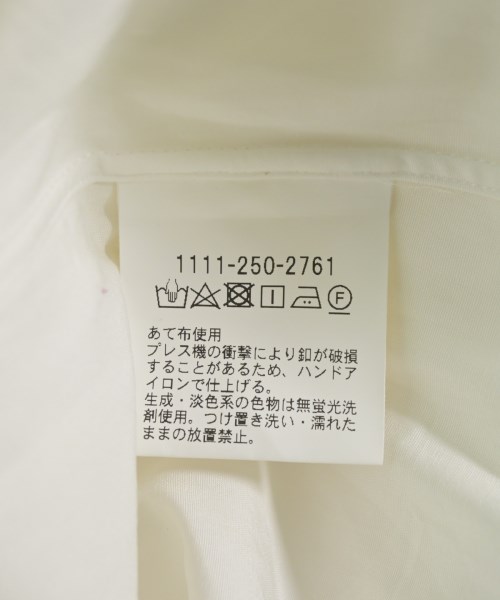 1111-250-2761
F
あて布使用
プレス機の衝撃により釦が破損
することがあるため、ハンドア
イロンで仕上げる。
生成・淡色系の色物は無蛍光洗
剤使用。つけ置き洗い・濡れた
ままの放置禁止。